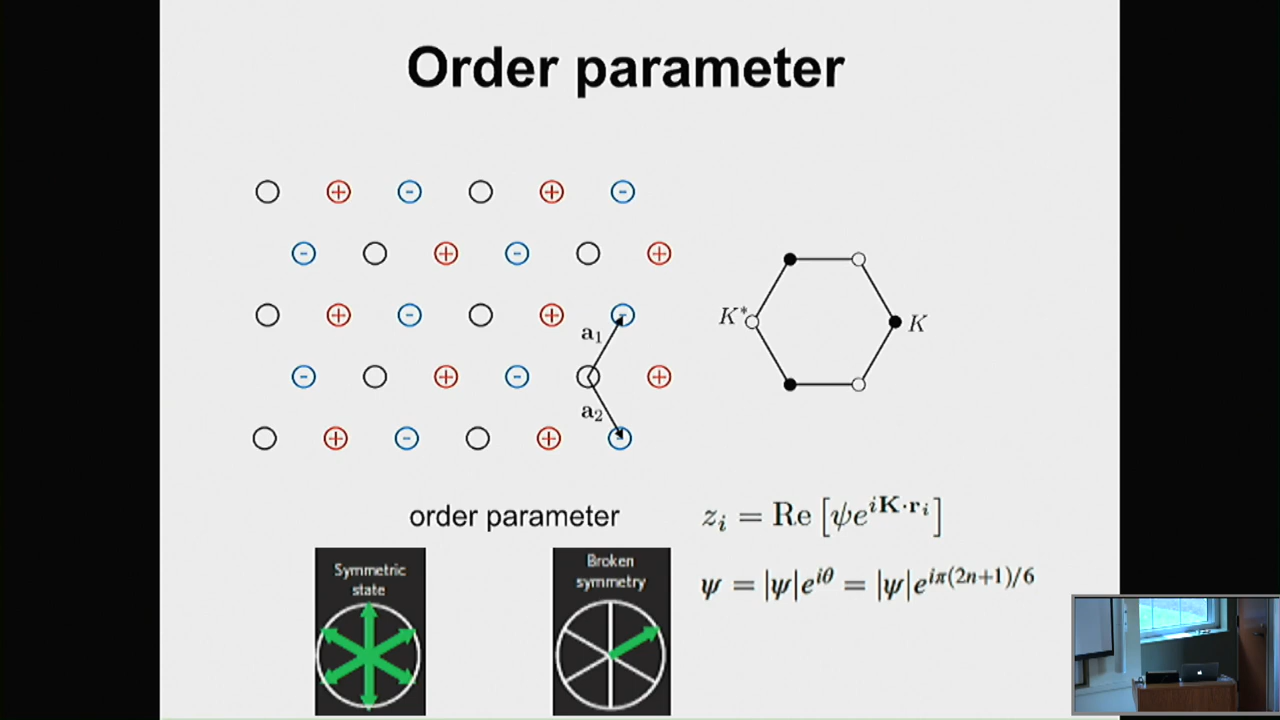 Order parameter
○ + - ○ + -
- ○ + - ○ +
○ + - ○ + -
a₁
K* K
- ○ + - ○ +
a₂
○ + - ○ + -
order parameter
z_i = Re [ψe^{iK·r_i}]
Symmetric
state
Broken
symmetry
ψ = |ψ|e^{iθ} = |ψ|e^{iπ(2n+1)/6}